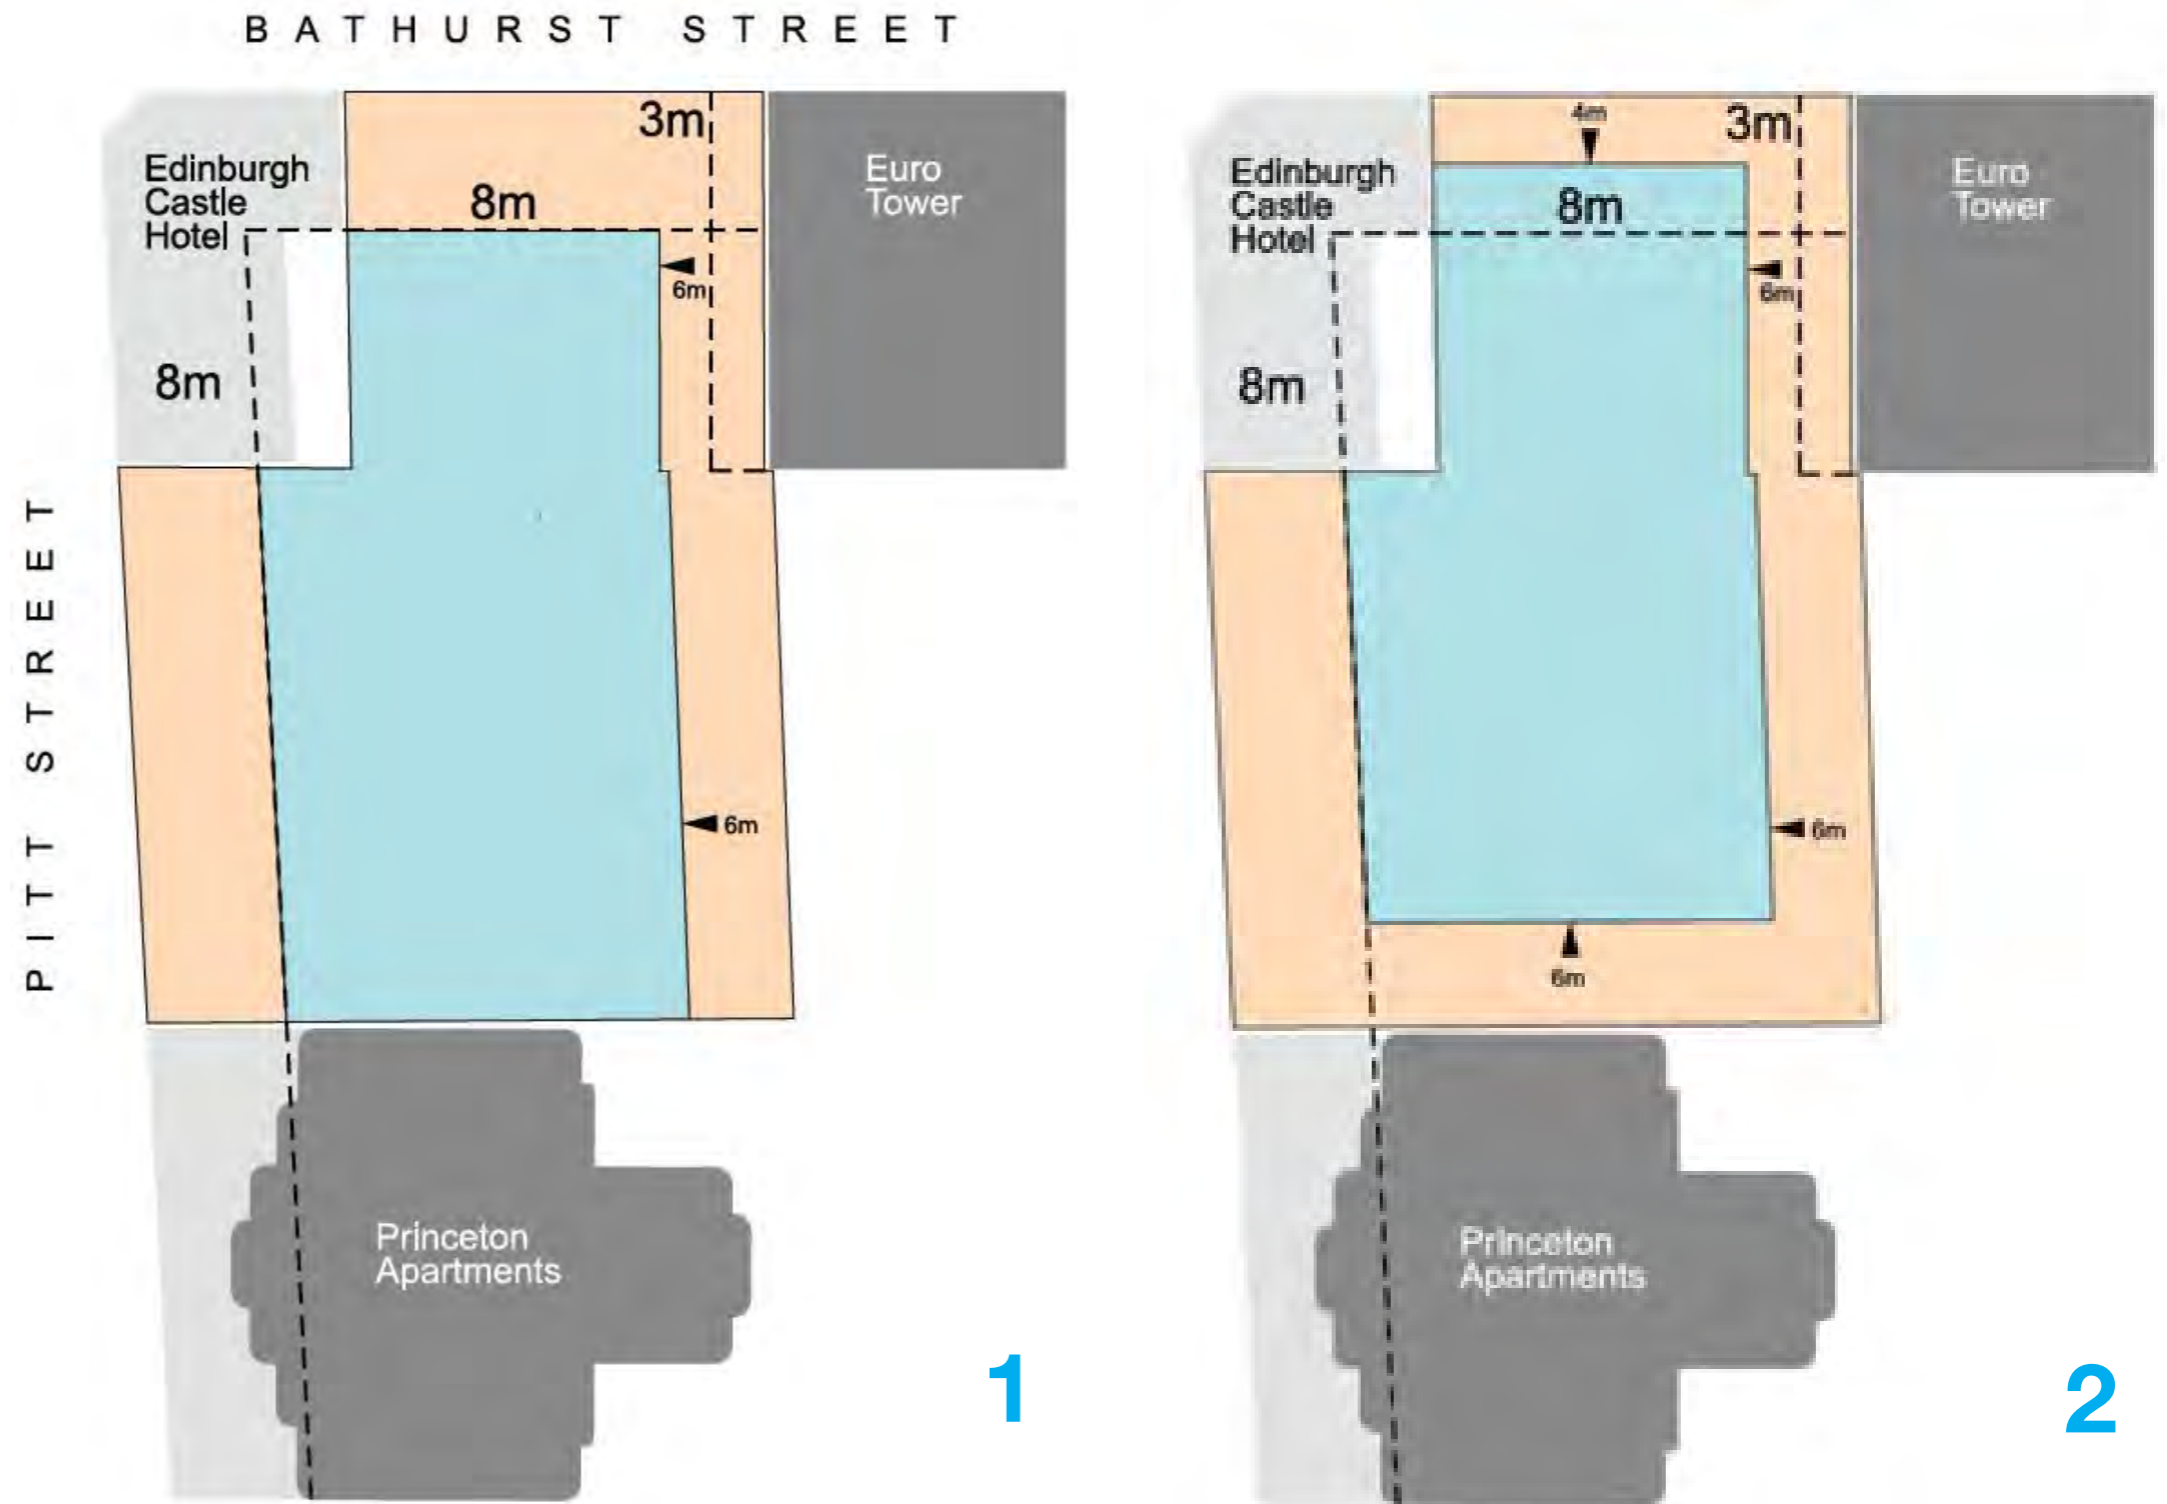 BATHURST STREET
3m
Edinburgh
Castle
Hotel
8m
Euro
Tower
6m
8m
PITT STREET
6m
Princeton
Apartments
1
4m
3m
Edinburgh
Castle
Hotel
8m
Euro
Tower
6m
8m
6m
6m
Princeton
Apartments
2